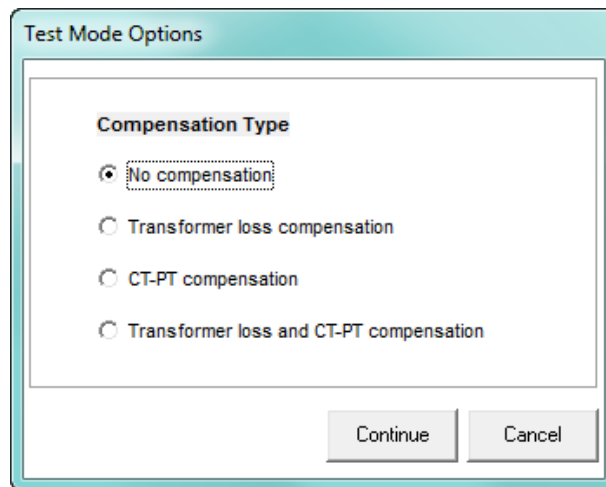 Test Mode Options
Compensation Type
No compensation
Transformer loss compensation
CT-PT compensation
Transformer loss and CT-PT compensation
Continue
Cancel